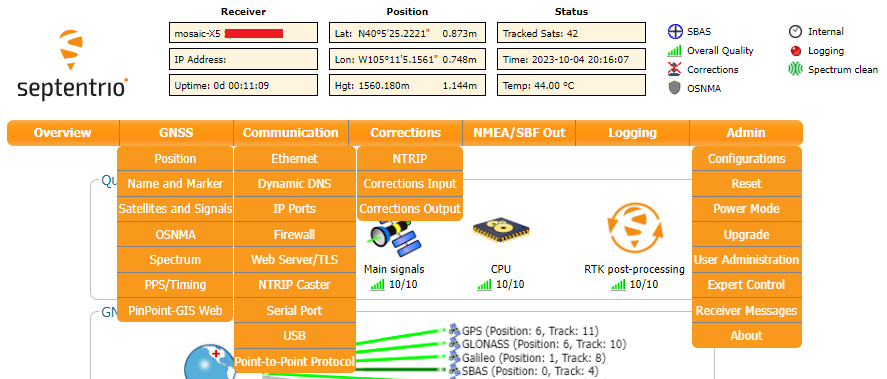 septentrio
Receiver
mosaic-X5
IP Address:
Uptime: 0d 00:11:09
Position
Lat: N40°5'25.2221" 0.873m
Lon: W105°11'5.1561" 0.748m
Hgt: 1560.180m 1.144m
Status
Tracked Sats: 42
Time: 2023-10-04 20:16:07
Temp: 44.00 °C
SBAS
Overall Quality
Corrections
OSNMA
Internal
Logging
Spectrum clean
Overview GNSS Communication Corrections NMEA/SBF Out Logging Admin
Position
Name and Marker
Satellites and Signals
OSNMA
Spectrum
PPS/Timing
PinPoint-GIS Web
Ethernet
Dynamic DNS
IP Ports
Firewall
Web Server/TLS
NTRIP Caster
Serial Port
USB
Point-to-Point Protocol
NTRIP
Corrections Input
Corrections Output
Configurations
Reset
Power Mode
Upgrade
User Administration
Expert Control
Receiver Messages
About
Qu
Main signals
10/10
CPU
10/10
RTK post-processing
10/10
GN
GPS (Position: 6, Track: 11)
GLONASS (Position: 6, Track: 10)
Galileo (Position: 1, Track: 8)
SBAS (Position: 0, Track: 4)